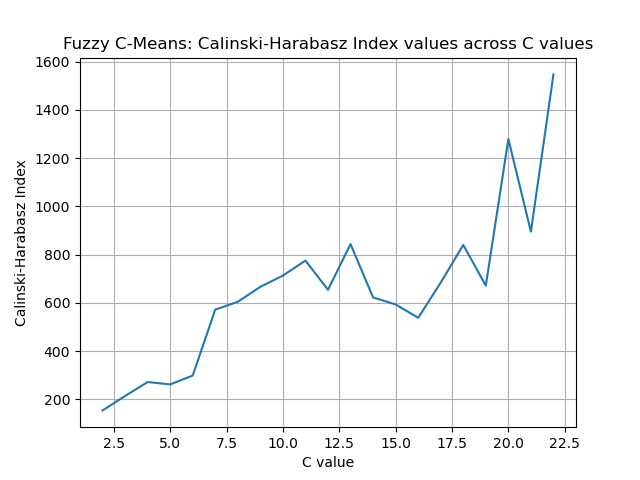 Fuzzy C-Means: Calinski-Harabasz Index values across C values
1600
1400
1200
1000
800
600
400
200
Calinski-Harabasz Index
2.5 5.0 7.5 10.0 12.5 15.0 17.5 20.0 22.5
C value